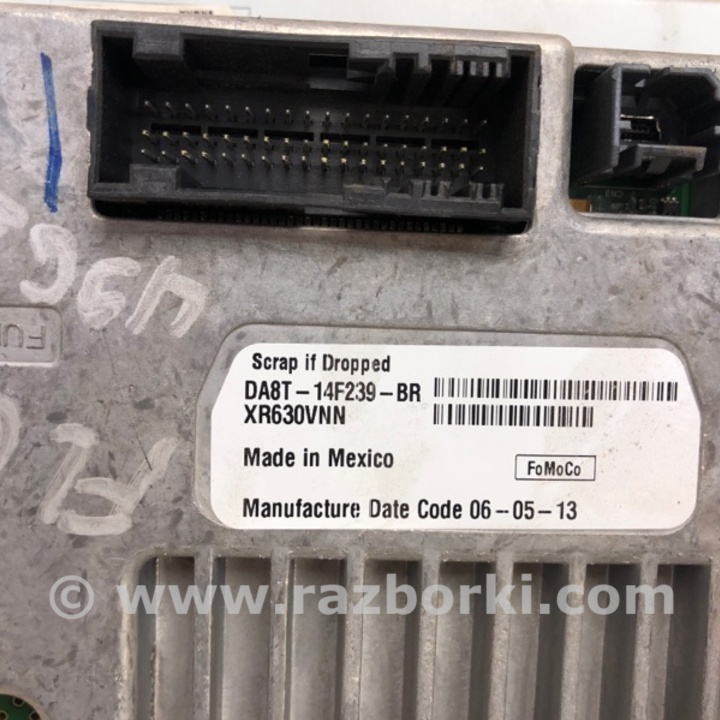 Scrap if Dropped
DA8T-14F239-BR
XR630VNN
Made in Mexico
FoMoCo
Manufacture Date Code 06-05-13
© www.razborki.com